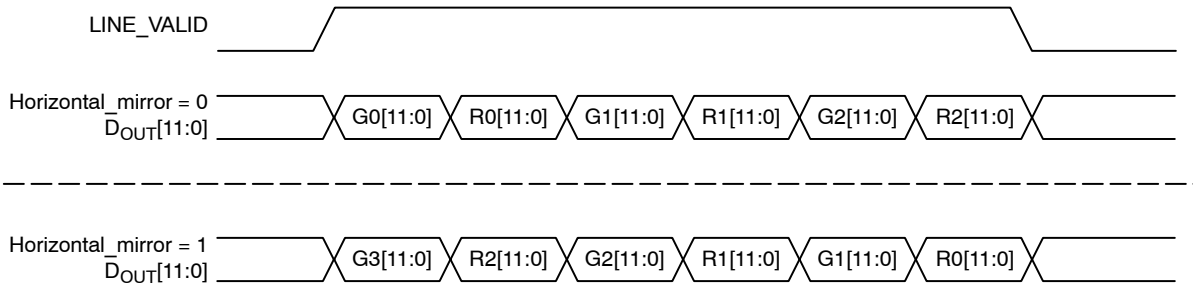 LINE_VALID
Horizontal_mirror = 0
DOUT[11:0]
G0[11:0] R0[11:0] G1[11:0] R1[11:0] G2[11:0] R2[11:0]
Horizontal_mirror = 1
DOUT[11:0]
G3[11:0] R2[11:0] G2[11:0] R1[11:0] G1[11:0] R0[11:0]